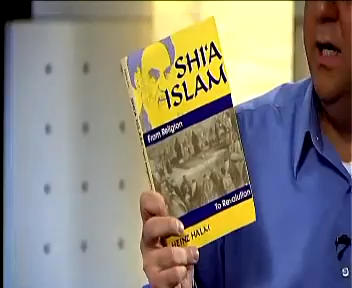 SHI'A
ISLAM
From Religion
To Revolution
HEINZ HALM